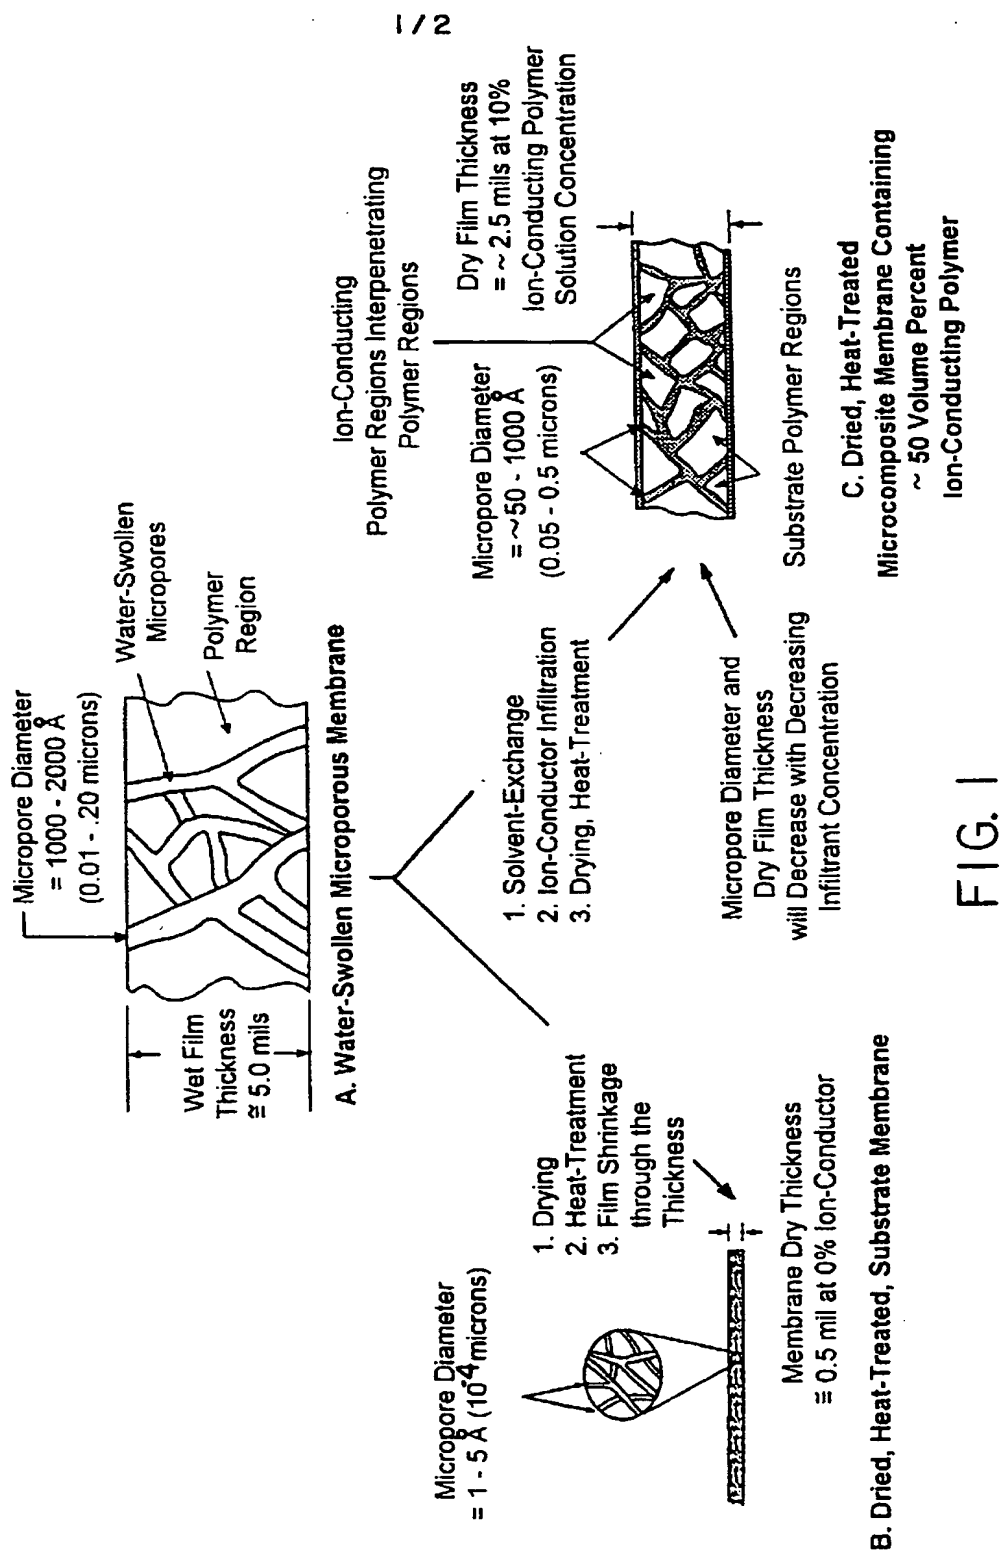 1/2
Micropore Diameter
= 1000 - 2000 Å
(0.01 - .20 microns)
Water-Swollen
Micropores
Polymer
Region
Wet Film
Thickness
≅ 5.0 mils
A. Water-Swollen Microporous Membrane
1. Drying
2. Heat-Treatment
3. Film Shrinkage
through the
Thickness
Micropore Diameter
= 1 - 5 Å (10-4 microns)
Membrane Dry Thickness
≅ 0.5 mil at 0% Ion-Conductor
B. Dried, Heat-Treated, Substrate Membrane
1. Solvent-Exchange
2. Ion-Conductor Infiltration
3. Drying, Heat-Treatment
Micropore Diameter and
Dry Film Thickness
will Decrease with Decreasing
Infiltrant Concentration
Ion-Conducting
Polymer Regions Interpenetrating
Polymer Regions
Micropore Diameter
= ~50 - 1000 Å
(0.05 - 0.5 microns)
Dry Film Thickness
= ~ 2.5 mils at 10%
Ion-Conducting Polymer
Solution Concentration
Substrate Polymer Regions
C. Dried, Heat-Treated
Microcomposite Membrane Containing
~ 50 Volume Percent
Ion-Conducting Polymer
FIG. 1